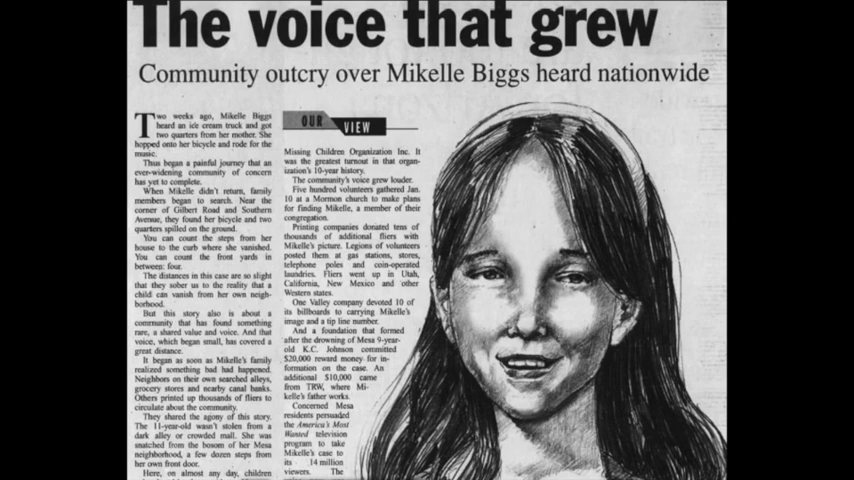 The voice that grew
Community outcry over Mikelle Biggs heard nationwide
Two weeks ago, Mikelle Biggs
heard an ice cream truck and got
two quarters from her mother. She
hopped onto her bicycle and rode for the
music.
Thus began a painful journey that an
ever-widening community of concern
has yet to complete.
When Mikelle didn't return, family
members began to search. Near the
corner of Gilbert Road and Southern
Avenue, they found her bicycle and two
quarters spilled on the ground.
You can count the steps from her
house to the curb where she vanished.
You can count the front yards in
between: four.
The distances in this case are so slight
that they sober us to the reality that a
child can vanish from her own neigh-
borhood.
But this story also is about a
community that has found something
rare, a shared value and voice. And that
voice, which began small, has covered a
great distance.
It began as soon as Mikelle's family
realized something bad had happened.
Neighbors on their own searched alleys,
grocery stores and nearby canal banks.
Others printed up thousands of fliers to
circulate about the community.
They shared the agony of this story.
The 11-year-old wasn't stolen from a
dark alley or crowded mall. She was
snatched from the bosom of her Mesa
neighborhood, a few dozen steps from
her own front door.
Here, on almost any day, children
OUR
VIEW
Missing Children Organization Inc. It
was the greatest turnout in that organ-
ization's 10-year history.
The community's voice grew louder.
Five hundred volunteers gathered Jan.
10 at a Mormon church to make plans
for finding Mikelle, a member of their
congregation.
Printing companies donated tens of
thousands of additional fliers with
Mikelle's picture. Legions of volunteers
posted them at gas stations, stores,
telephone poles and coin-operated
laundries. Fliers went up in Utah,
California, New Mexico and other
Western states.
One Valley company devoted 10 of
its billboards to carrying Mikelle's
image and a tip line number.
And a foundation that formed
after the drowning of Mesa 9-year-
old K.C. Johnson committed
$20,000 reward money for in-
formation on the case. An
additional $10,000 came
from TRW, where Mi-
kelle's father works.
Concerned Mesa
residents persuaded
the America's Most
Wanted television
program to take
Mikelle's case to
its 14 million
viewers. The